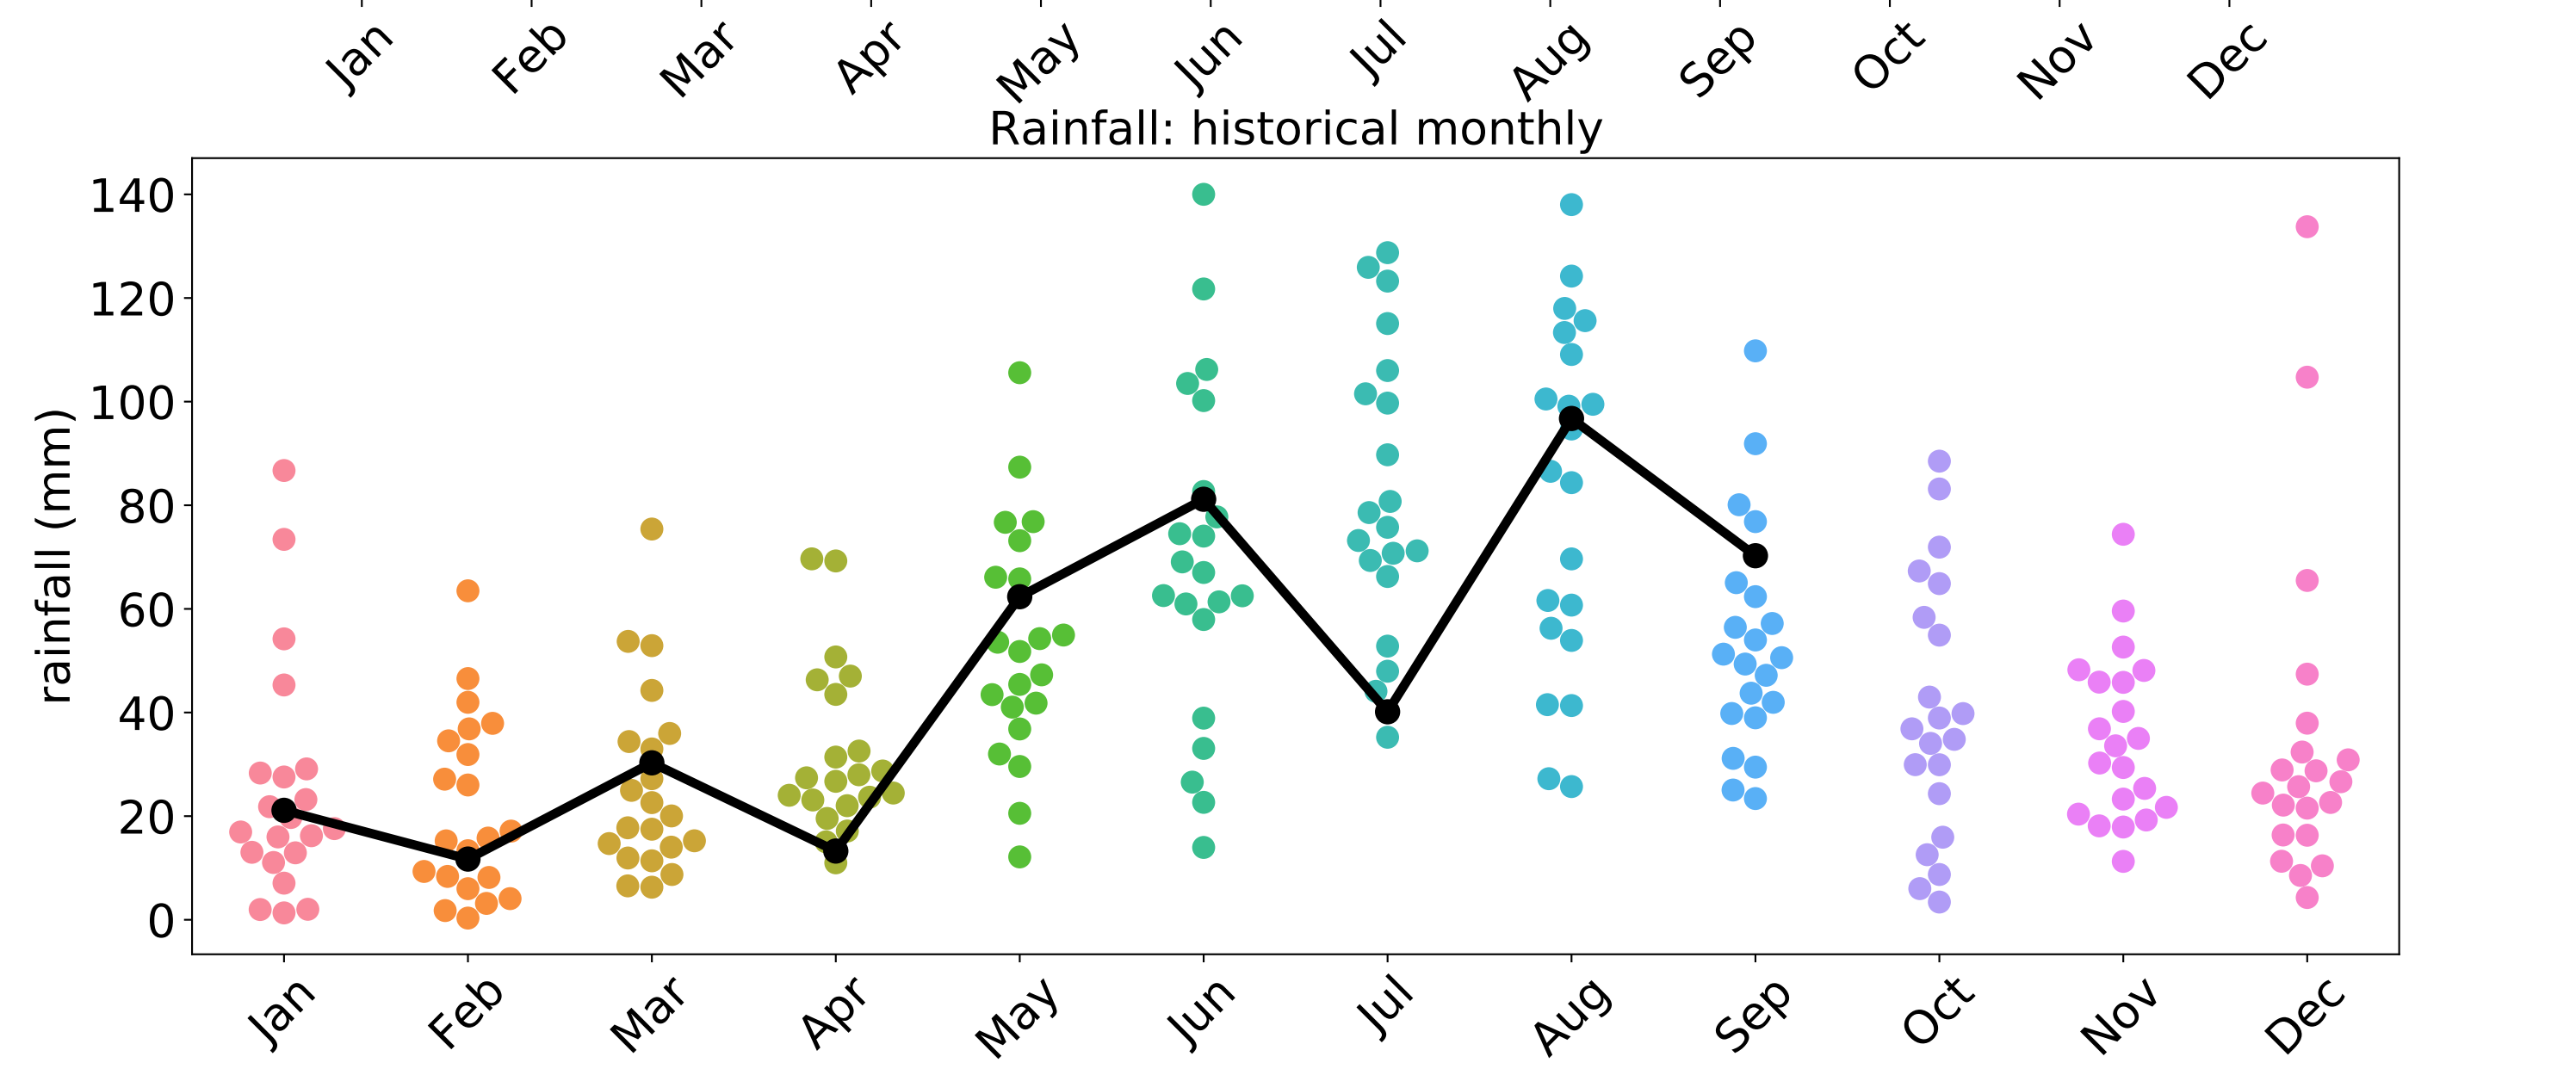 Jan Feb Mar Apr May Jun Jul Aug Sep Oct Nov Dec
Rainfall: historical monthly
rainfall (mm)
140
120
100
80
60
40
20
0
Jan Feb Mar Apr May Jun Jul Aug Sep Oct Nov Dec